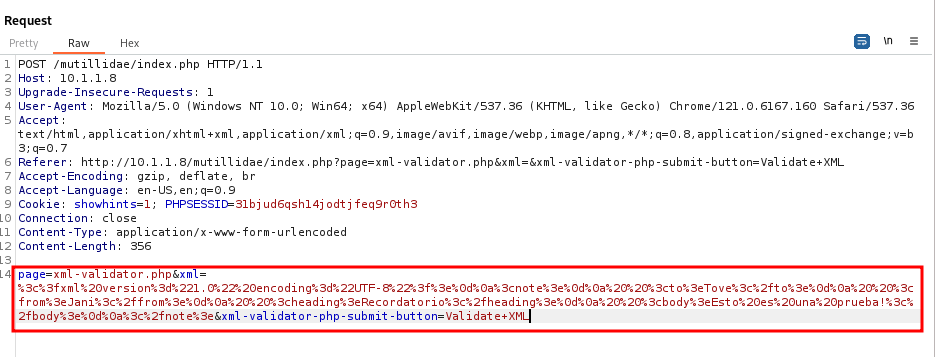 Request
Pretty Raw Hex
\n
1 POST /mutillidae/index.php HTTP/1.1
2 Host: 10.1.1.8
3 Upgrade-Insecure-Requests: 1
4 User-Agent: Mozilla/5.0 (Windows NT 10.0; Win64; x64) AppleWebKit/537.36 (KHTML, like Gecko) Chrome/121.0.6167.160 Safari/537.36
5 Accept:
text/html,application/xhtml+xml,application/xml;q=0.9,image/avif,image/webp,image/apng,*/*;q=0.8,application/signed-exchange;v=b
3;q=0.7
6 Referer: http://10.1.1.8/mutillidae/index.php?page=xml-validator.php&xml=&xml-validator-php-submit-button=Validate+XML
7 Accept-Encoding: gzip, deflate, br
8 Accept-Language: en-US,en;q=0.9
9 Cookie: showhints=1; PHPSESSID=31bjud6qsh14jodtjfeq9r0th3
10 Connection: close
11 Content-Type: application/x-www-form-urlencoded
12 Content-Length: 356
13
14 page=xml-validator.php&xml=
%3c%3fxml%20version%3d%221.0%22%20encoding%3d%22UTF-8%22%3f%3e%0d%0a%3cnote%3e%0d%0a%20%20%3cto%3eTove%3c%2fto%3e%0d%0a%20%20%3c
from%3eJani%3c%2ffrom%3e%0d%0a%20%20%3cheading%3eRecordatorio%3c%2fheading%3e%0d%0a%20%20%3cbody%3eEsto%20es%20una%20prueba!%3c%
2fbody%3e%0d%0a%3c%2fnote%3e&xml-validator-php-submit-button=Validate+XML